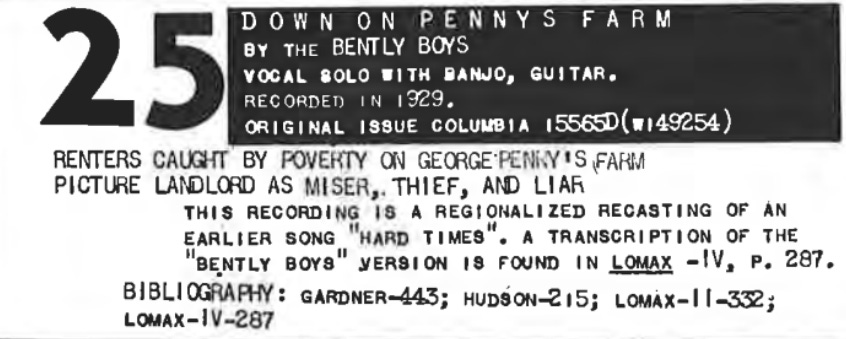 25
DOWN ON PENNYS FARM
BY THE BENTLY BOYS
VOCAL SOLO WITH BANJO, GUITAR.
RECORDED IN 1929.
ORIGINAL ISSUE COLUMBIA 15565D(W149254)
RENTERS CAUGHT BY POVERTY ON GEORGE PENNY'S FARM
PICTURE LANDLORD AS MISER, THIEF, AND LIAR
THIS RECORDING IS A REGIONALIZED RECASTING OF AN
EARLIER SONG "HARD TIMES". A TRANSCRIPTION OF THE
"BENTLY BOYS" VERSION IS FOUND IN LOMAX -IV, P. 287.
BIBLIOGRAPHY: GARDNER-443; HUDSON-215; LOMAX-II-332;
LOMAX-IV-287